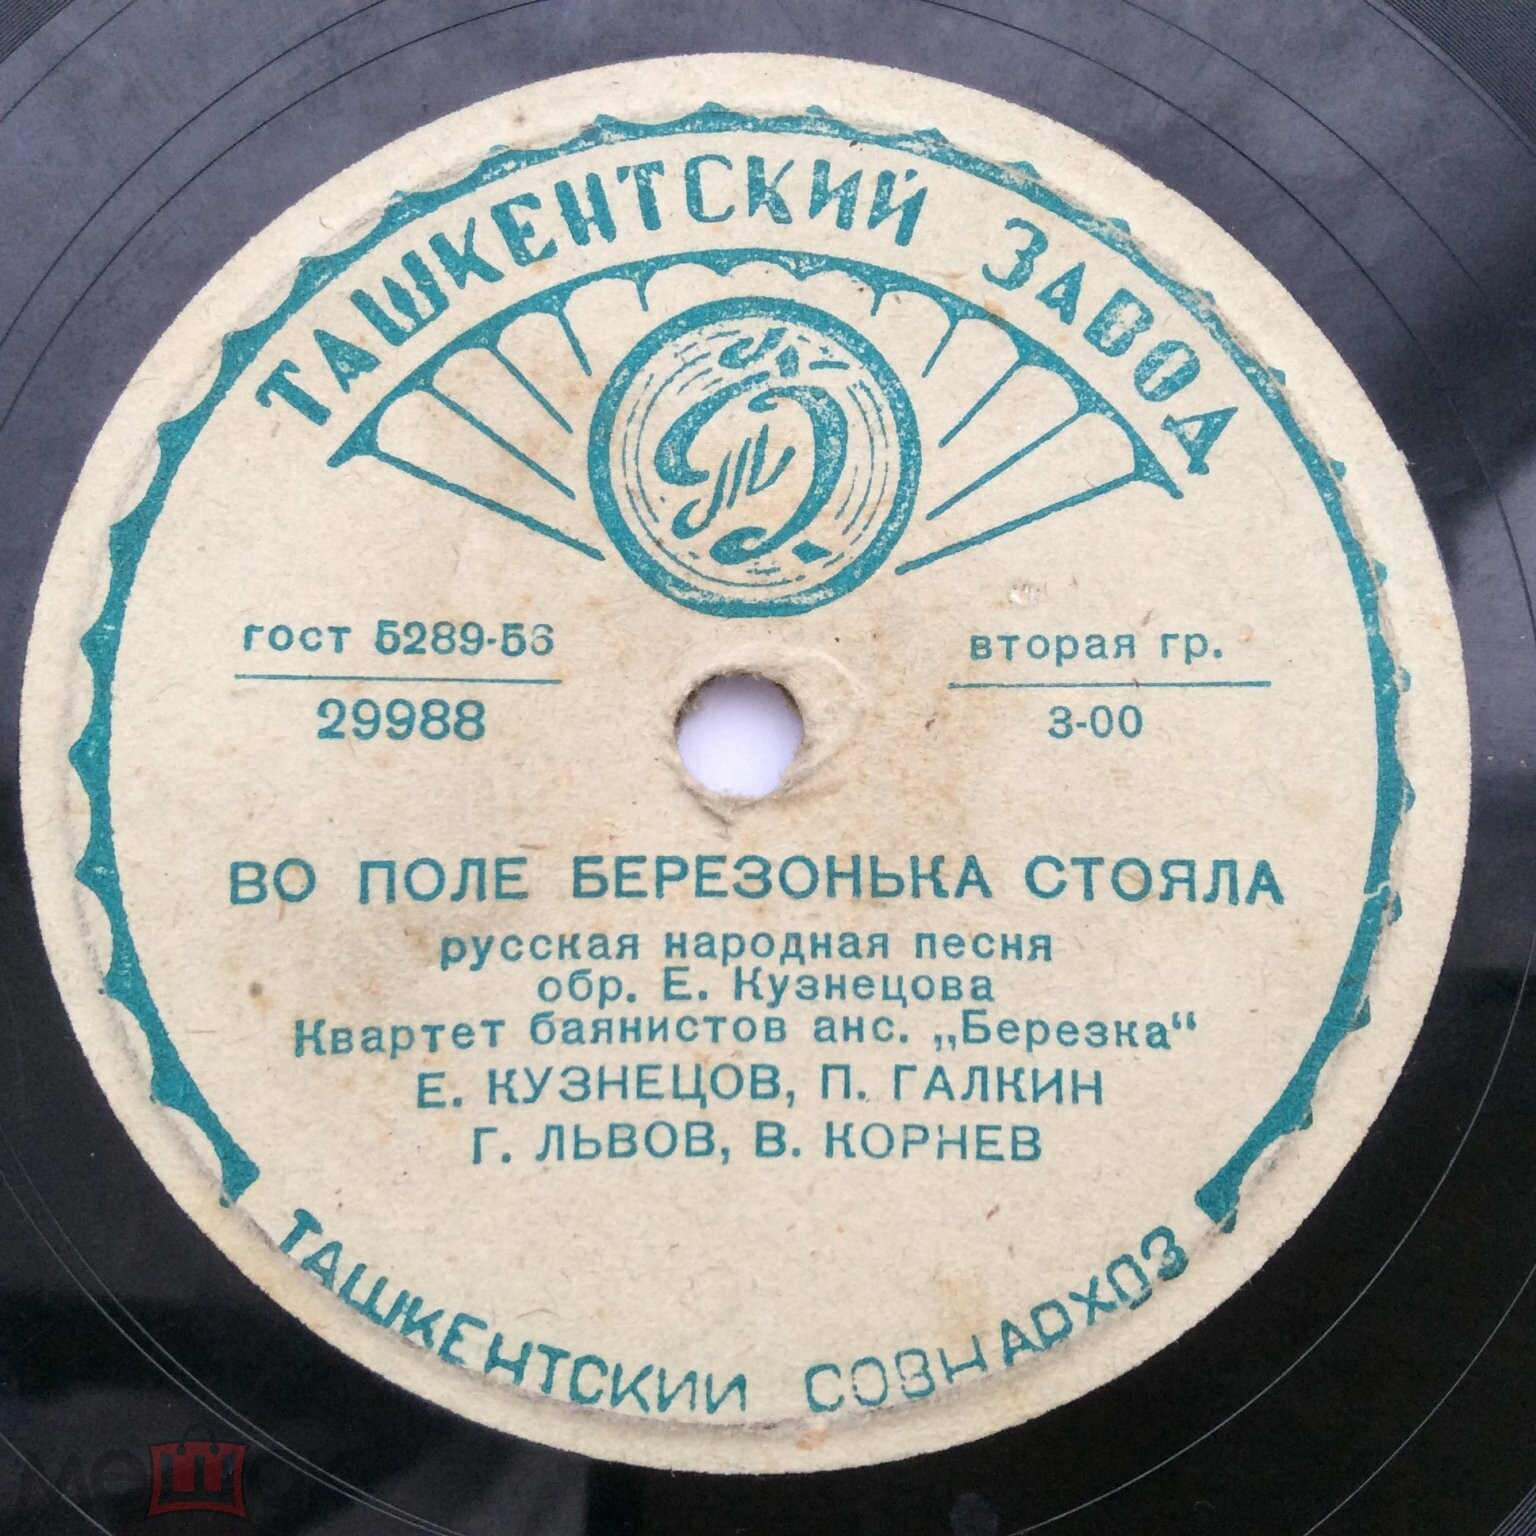 ТАШКЕНТСКИЙ ЗАВОД
гост 5289-56
29988
вторая гр.
3-00
ВО ПОЛЕ БЕРЕЗОНЬКА СТОЯЛА
русская народная песня
обр. Е. Кузнецова
Квартет баянистов анс. „Березка“
Е. КУЗНЕЦОВ, П. ГАЛКИН
Г. ЛЬВОВ, В. КОРНЕВ
ТАШКЕНТСКИИ СОВНАРХОЗ